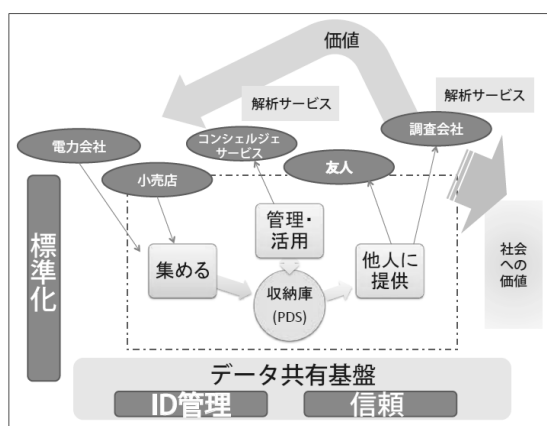 価値
解析サービス
解析サービス
コンシェルジェ
サービス
調査会社
電力会社
友人
小売店
標準化
管理・
活用
集める
他人に
提供
収納庫
(PDS)
社会
への
価値
データ共有基盤
ID管理
信頼